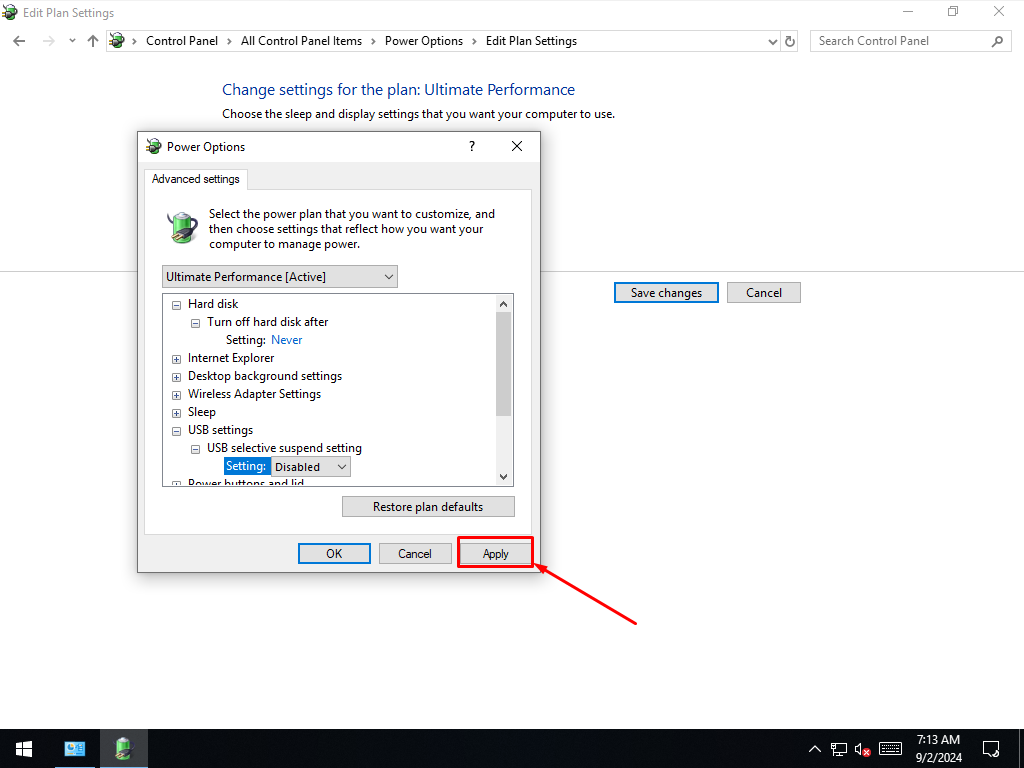 Edit Plan Settings
Control Panel > All Control Panel Items > Power Options > Edit Plan Settings
Search Control Panel
Change settings for the plan: Ultimate Performance
Choose the sleep and display settings that you want your computer to use.
Power Options
?
Advanced settings
Select the power plan that you want to customize, and
then choose settings that reflect how you want your
computer to manage power.
Ultimate Performance [Active]
Hard disk
Turn off hard disk after
Setting: Never
Internet Explorer
Desktop background settings
Wireless Adapter Settings
Sleep
USB settings
USB selective suspend setting
Setting: Disabled
Power buttons and lid
Restore plan defaults
OK
Cancel
Apply
Save changes
Cancel
7:13 AM
9/2/2024